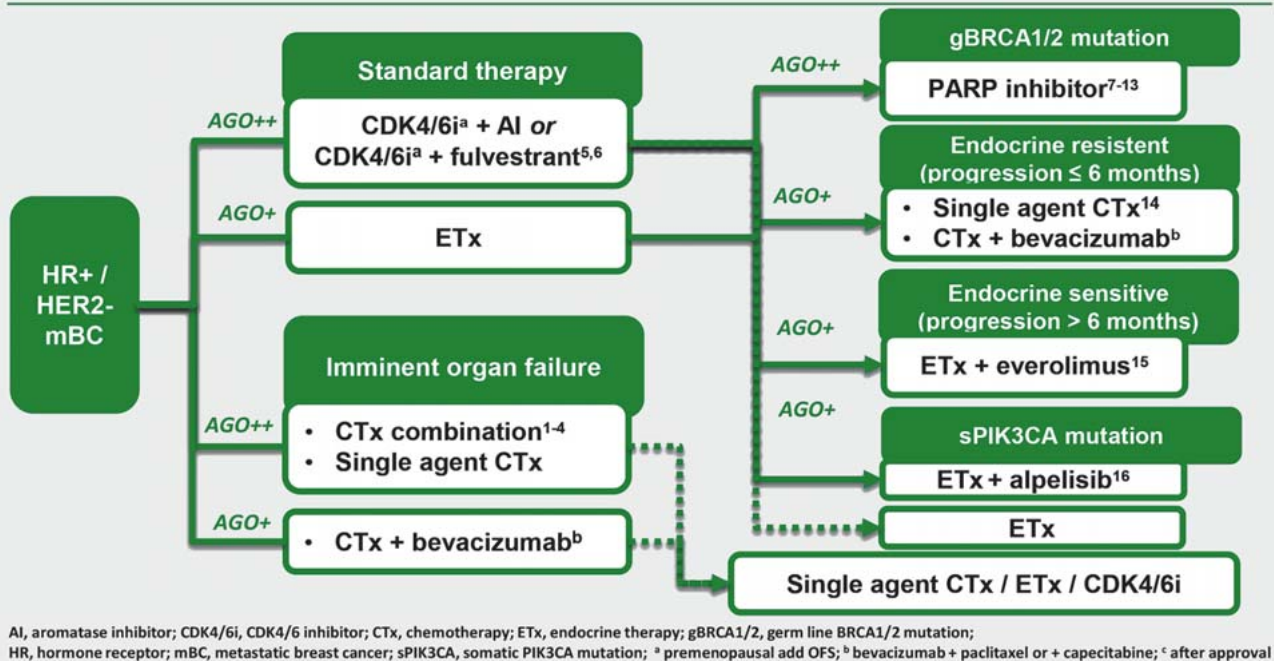 HR+ /
HER2-
mBC
AGO++
Standard therapy
CDK4/6iᵃ + AI or
CDK4/6iᵃ + fulvestrant⁵,⁶
AGO+
ETx
Imminent organ failure
AGO++
• CTx combination¹⁻⁴
• Single agent CTx
AGO+
• CTx + bevacizumabᵇ
AGO++
gBRCA1/2 mutation
PARP inhibitor⁷⁻¹³
AGO+
Endocrine resistent
(progression ≤ 6 months)
• Single agent CTx¹⁴
• CTx + bevacizumabᵇ
AGO+
Endocrine sensitive
(progression > 6 months)
ETx + everolimus¹⁵
AGO+
sPIK3CA mutation
ETx + alpelisib¹⁶
ETx
Single agent CTx / ETx / CDK4/6i
AI, aromatase inhibitor; CDK4/6i, CDK4/6 inhibitor; CTx, chemotherapy; ETx, endocrine therapy; gBRCA1/2, germ line BRCA1/2 mutation;
HR, hormone receptor; mBC, metastatic breast cancer; sPIK3CA, somatic PIK3CA mutation; ᵃ premenopausal add OFS; ᵇ bevacizumab + paclitaxel or + capecitabine; ᶜ after approval